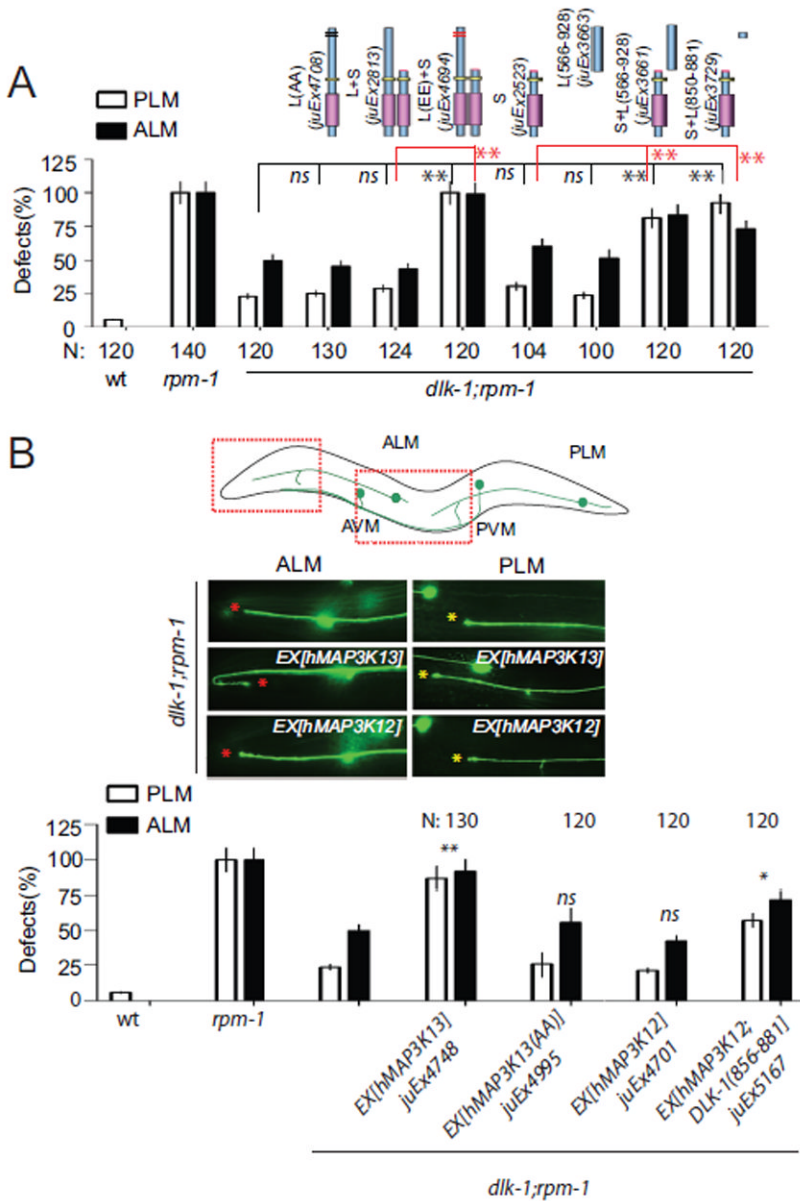 A
PLM
ALM
L(AA)
(juEx4708)
L+S
(juEx2813)
L(EE)+S
(juEx4694)
S
(juEx2523)
L(566-928)
(juEx3663)
S+L(566-928)
(juEx3661)
S+L(850-881)
(juEx3729)
ns ns ** ** ns ns ** ** ** **
Defects(%)
125
100
75
50
25
0
N: 120 140 120 130 124 120 104 100 120 120
wt rpm-1 dlk-1;rpm-1
B
ALM PLM
AVM PVM
ALM PLM
dlk-1;rpm-1
* *
EX[hMAP3K13] EX[hMAP3K13]
* *
EX[hMAP3K12] EX[hMAP3K12]
* *
PLM
ALM
N: 130 120 120 120
** ns ns *
Defects(%)
125
100
75
50
25
0
wt rpm-1
EX[hMAP3K13]
juEx4748
EX[hMAP3K13(AA)]
juEx4995
EX[hMAP3K12]
juEx4701
EX[hMAP3K12;
DLK-1(856-881]
juEx5167
dlk-1;rpm-1